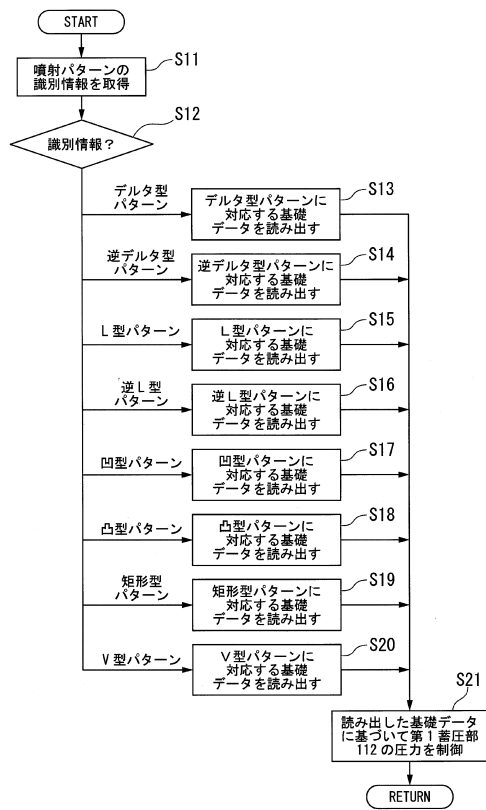 START
S11
噴射パターンの
識別情報を取得
S12
識別情報?
デルタ型
パターン
S13
デルタ型パターンに
対応する基礎
データを読み出す
逆デルタ型
パターン
S14
逆デルタ型パターンに
対応する基礎
データを読み出す
L型パターン
S15
L型パターンに
対応する基礎
データを読み出す
逆L型
パターン
S16
逆L型パターンに
対応する基礎
データを読み出す
凹型パターン
S17
凹型パターンに
対応する基礎
データを読み出す
凸型パターン
S18
凸型パターンに
対応する基礎
データを読み出す
矩形型
パターン
S19
矩形型パターンに
対応する基礎
データを読み出す
V型パターン
S20
V型パターンに
対応する基礎
データを読み出す
S21
読み出した基礎データ
に基づいて第1蓄圧部
112の圧力を制御
RETURN